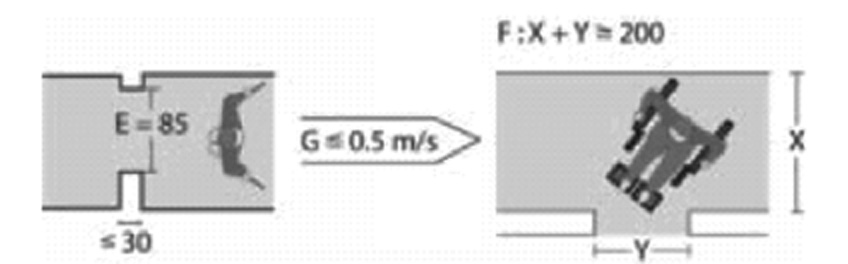 F:X + Y ≥ 200
E = 85
G ≤ 0.5 m/s
X
≤ 30
Y